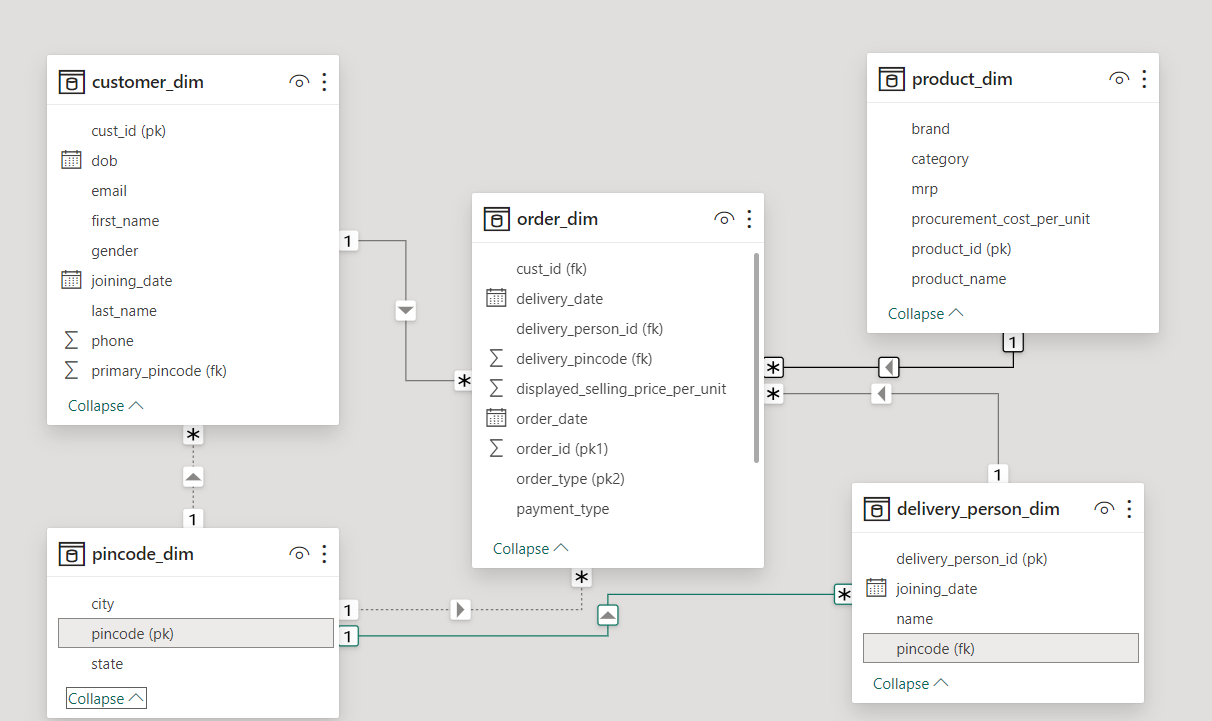 customer_dim
cust_id (pk)
dob
email
first_name
gender
joining_date
last_name
phone
primary_pincode (fk)
Collapse
product_dim
brand
category
mrp
procurement_cost_per_unit
product_id (pk)
product_name
Collapse
order_dim
cust_id (fk)
delivery_date
delivery_person_id (fk)
delivery_pincode (fk)
displayed_selling_price_per_unit
order_date
order_id (pk1)
order_type (pk2)
payment_type
Collapse
1
*
1
*
*
1
*
1
1
*
1
*
pincode_dim
city
pincode (pk)
state
Collapse
delivery_person_dim
delivery_person_id (pk)
joining_date
name
pincode (fk)
Collapse